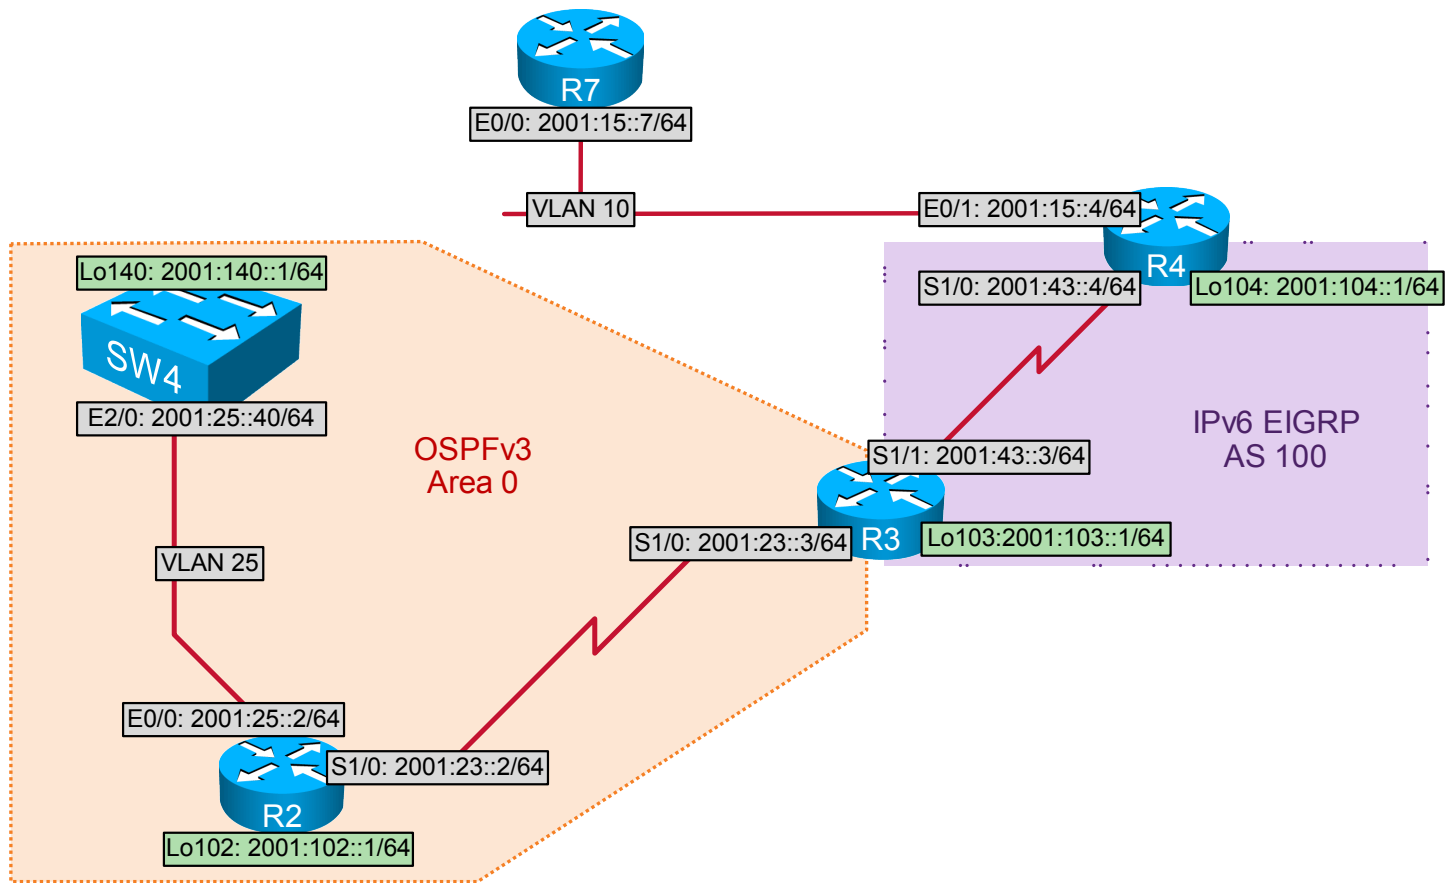 R7
E0/0: 2001:15::7/64
VLAN 10
E0/1: 2001:15::4/64
R4
S1/0: 2001:43::4/64
Lo104: 2001:104::1/64
Lo140: 2001:140::1/64
SW4
E2/0: 2001:25::40/64
OSPFv3
Area 0
IPv6 EIGRP
AS 100
S1/1: 2001:43::3/64
S1/0: 2001:23::3/64
R3
Lo103:2001:103::1/64
VLAN 25
E0/0: 2001:25::2/64
S1/0: 2001:23::2/64
R2
Lo102: 2001:102::1/64